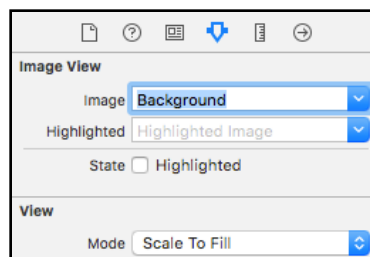 Image View
Image Background
Highlighted Highlighted Image
State Highlighted
View
Mode Scale To Fill